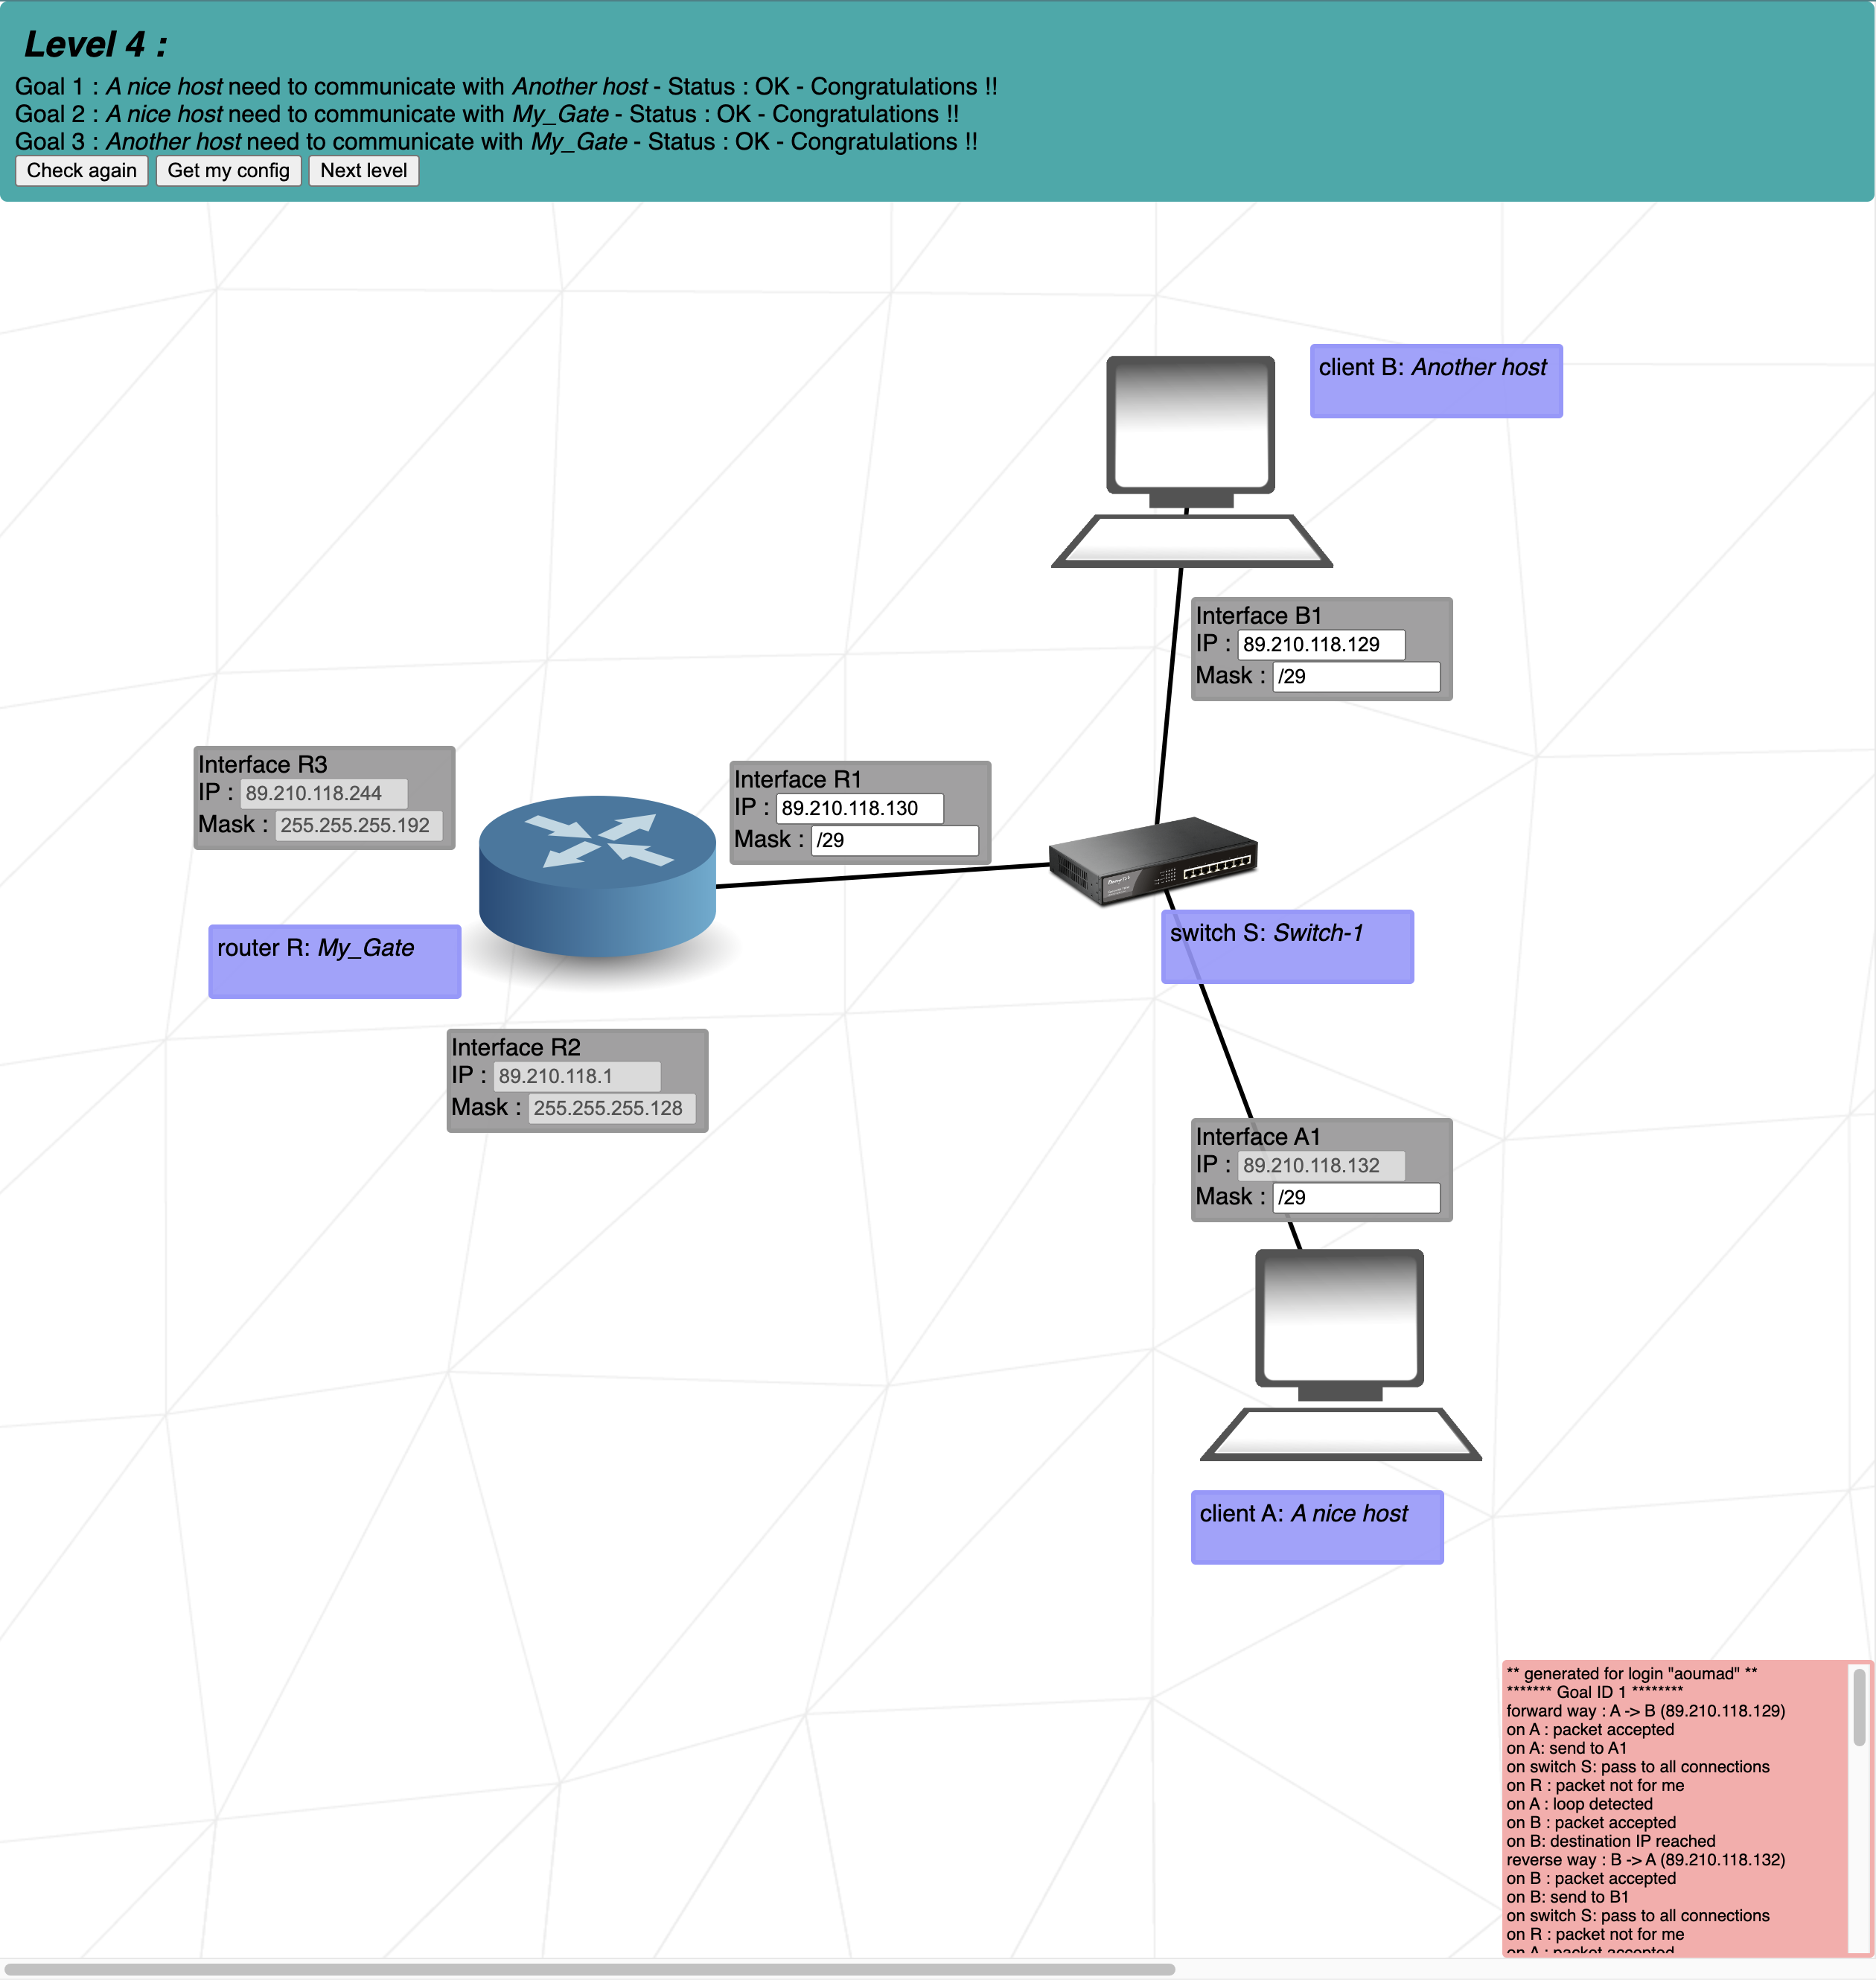 Level 4 :
Goal 1 : A nice host need to communicate with Another host - Status : OK - Congratulations !!
Goal 2 : A nice host need to communicate with My_Gate - Status : OK - Congratulations !!
Goal 3 : Another host need to communicate with My_Gate - Status : OK - Congratulations !!
Check again Get my config Next level
client B: Another host
Interface B1
IP : 89.210.118.129
Mask : /29
Interface R3
IP : 89.210.118.244
Mask : 255.255.255.192
Interface R1
IP : 89.210.118.130
Mask : /29
switch S: Switch-1
router R: My_Gate
Interface R2
IP : 89.210.118.1
Mask : 255.255.255.128
Interface A1
IP : 89.210.118.132
Mask : /29
client A: A nice host
** generated for login "aoumad" **
******* Goal ID 1 ********
forward way : A -> B (89.210.118.129)
on A : packet accepted
on A: send to A1
on switch S: pass to all connections
on R : packet not for me
on A : loop detected
on B : packet accepted
on B: destination IP reached
reverse way : B -> A (89.210.118.132)
on B : packet accepted
on B: send to B1
on switch S: pass to all connections
on R : packet not for me
on A : packet accepted